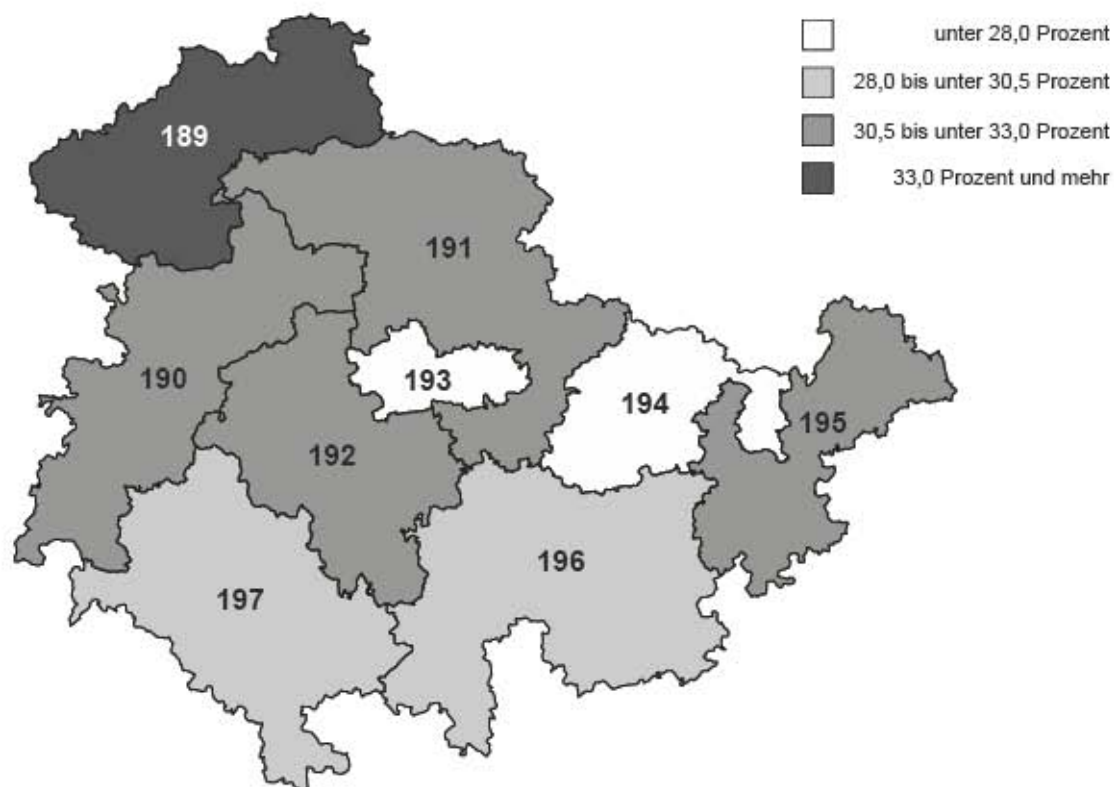 unter 28,0 Prozent
28,0 bis unter 30,5 Prozent
30,5 bis unter 33,0 Prozent
33,0 Prozent und mehr
189
191
190
193
194
195
192
196
197